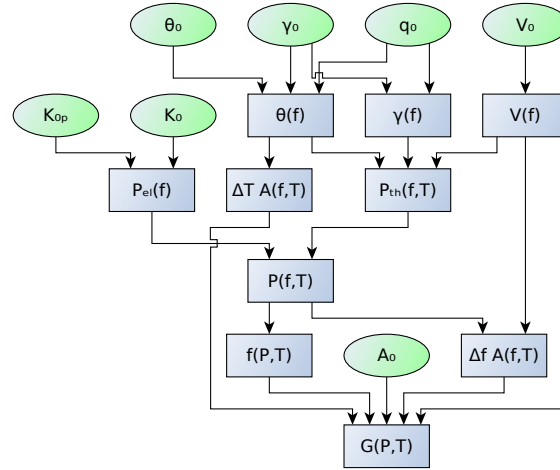 θ₀
γ₀
q₀
V₀
K₀ₚ
K₀
θ(f)
γ(f)
V(f)
Pₑₗ(f)
ΔT A(f,T)
Pₜₕ(f,T)
P(f,T)
f(P,T)
A₀
Δf A(f,T)
G(P,T)